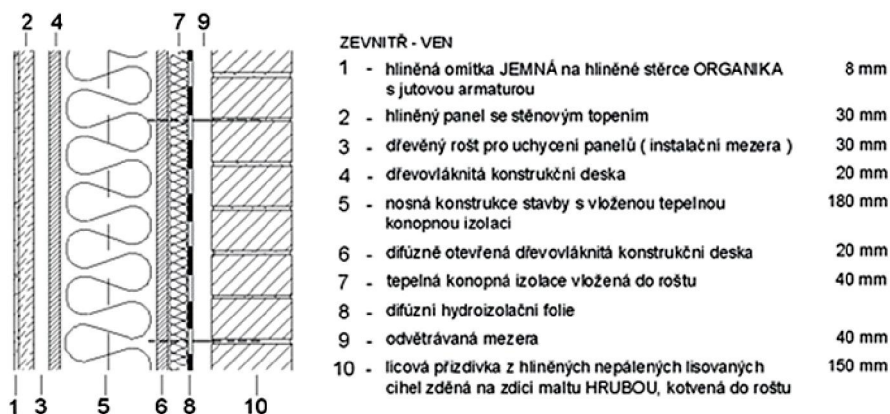 2 4 7 9
ZEVNITŘ - VEN
1 - hliněná omítka JEMNÁ na hliněné stěrce ORGANIKA 8 mm
s jutovou armaturou
2 - hliněný panel se stěnovým topením 30 mm
3 - dřevěný rošt pro uchycení panelů ( instalační mezera ) 30 mm
4 - dřevovláknitá konstrukční deska 20 mm
5 - nosná konstrukce stavby s vloženou tepelnou 180 mm
konopnou izolací
6 - difúzně otevřená dřevovláknitá konstrukční deska 20 mm
7 - tepelná konopná izolace vložená do roštu 40 mm
8 - difúzní hydroizolační folie
9 - odvětrávaná mezera 40 mm
10 - lícová přizdívka z hliněných nepálených lisovaných 150 mm
cihel zděná na zdící maltu HRUBOU, kotvená do roštu
1 3 5 6 8 10